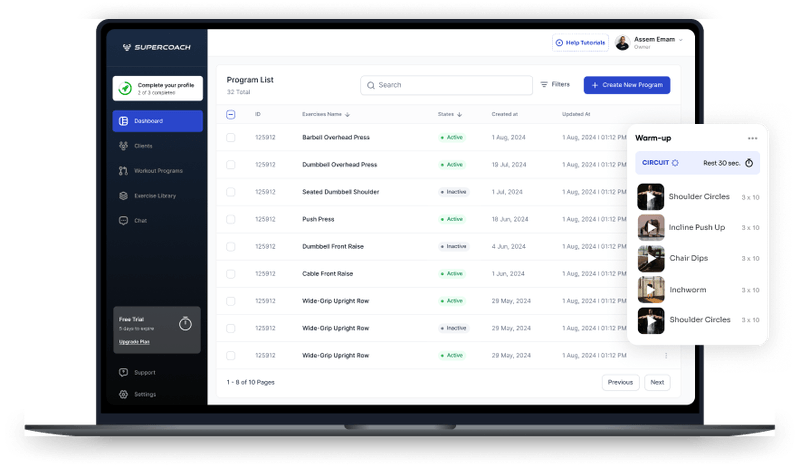 SUPERCOACH
Complete your profile
2 of 3 completed
Dashboard
Clients
Workout Programs
Exercise Library
Chat
Free Trial
5 days to expire
Upgrade Plan
Support
Settings
Help Tutorials
Assem Emam
Owner
Program List
32 Total
Search
Filters
+ Create New Program
ID Exercises Name States Created at Updated At
125912 Barbell Overhead Press Active 1 Aug, 2024 1 Aug, 2024 | 01:12 PM
125912 Dumbbell Overhead Press Active 19 Jul, 2024 1 Aug, 2024 | 01:12 PM
125912 Seated Dumbbell Shoulder Inactive 1 Jul, 2024 1 Aug, 2024 | 01:12 PM
125912 Push Press Active 18 Jun, 2024 1 Aug, 2024 | 01:12 PM
125912 Dumbbell Front Raise Inactive 4 Jun, 2024 1 Aug, 2024 | 01:12 PM
125912 Cable Front Raise Active 1 Jun, 2024 1 Aug, 2024 | 01:12 PM
125912 Wide-Grip Upright Row Active 29 May, 2024 1 Aug, 2024 | 01:12 PM
125912 Wide-Grip Upright Row Inactive 29 May, 2024 1 Aug, 2024 | 01:12 PM
125912 Wide-Grip Upright Row Active 29 May, 2024 1 Aug, 2024 | 01:12 PM
1 - 8 of 10 Pages
Previous
Next
Warm-up
CIRCUIT Rest 30 sec.
Shoulder Circles 3 x 10
Incline Push Up 3 x 10
Chair Dips 3 x 10
Inchworm 3 x 10
Shoulder Circles 3 x 10